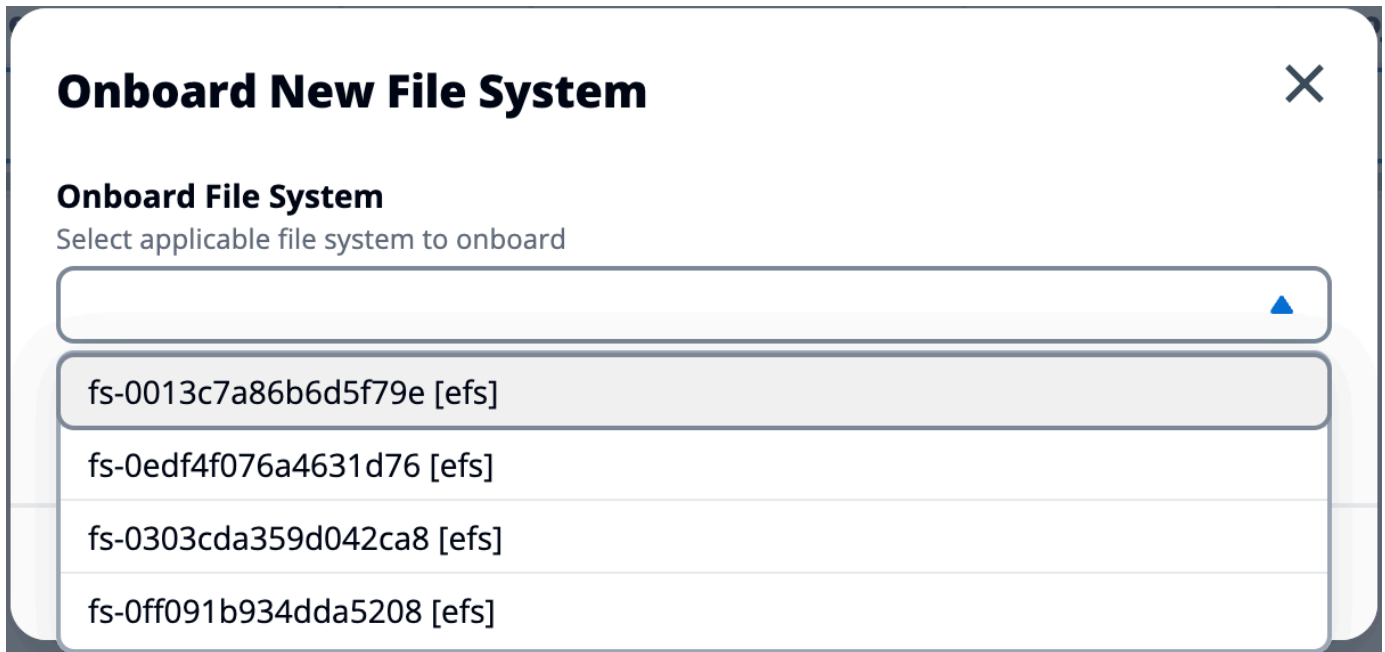 Onboard New File System
Onboard File System
Select applicable file system to onboard
fs-0013c7a86b6d5f79e [efs]
fs-0edf4f076a4631d76 [efs]
fs-0303cda359d042ca8 [efs]
fs-0ff091b934dda5208 [efs]